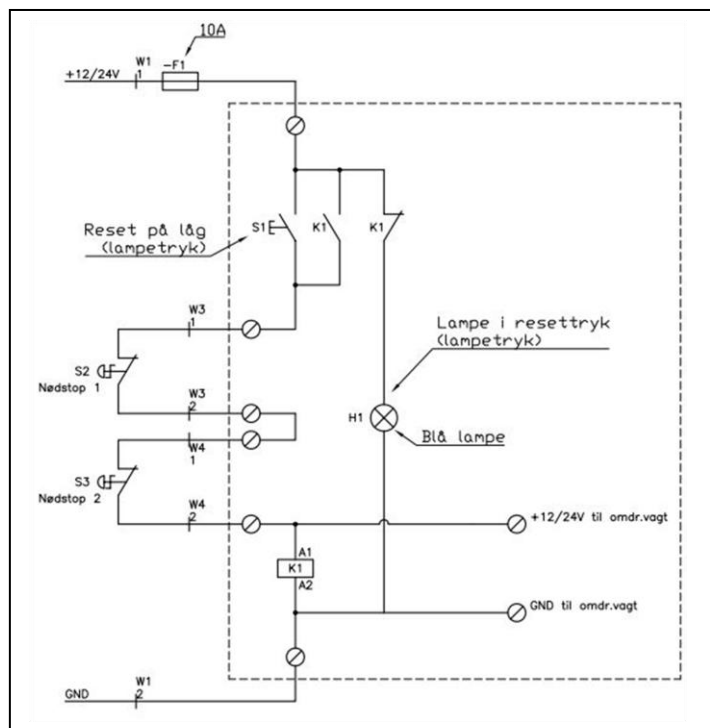 10A
+12/24V
W1
1
-F1
S1
K1
K1
Reset på låg
(lampetryk)
W3
1
Lampe i resettryk
(lampetryk)
S2
Nødstop 1
H1
Blå lampe
W3
2
W4
1
S3
Nødstop 2
W4
2
+12/24V til omdr.vagt
A1
K1
A2
GND til omdr.vagt
GND
W1
2